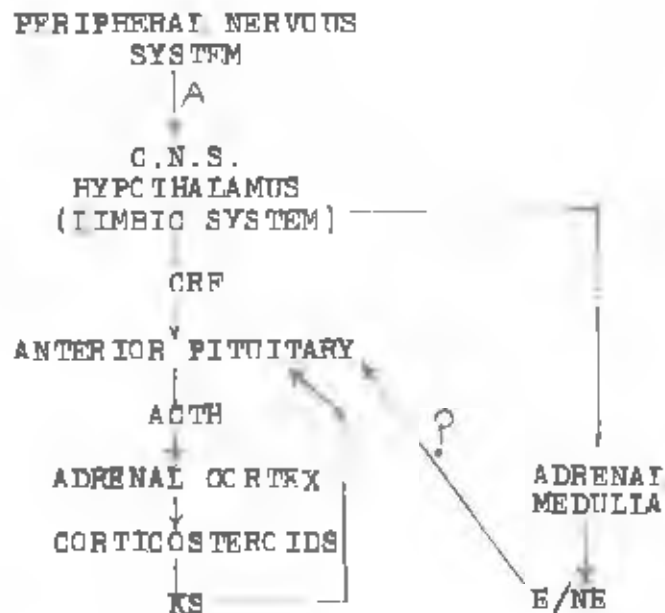 PERIPHERAL NERVOUS
SYSTEM
A
C.N.S.
HYPOTHALAMUS
(LIMBIC SYSTEM)
CRF
ANTERIOR PITUITARY
ACTH
?
ADRENAL CORTEX
ADRENAL
MEDULLA
CORTICOSTEROIDS
KS
E/NE